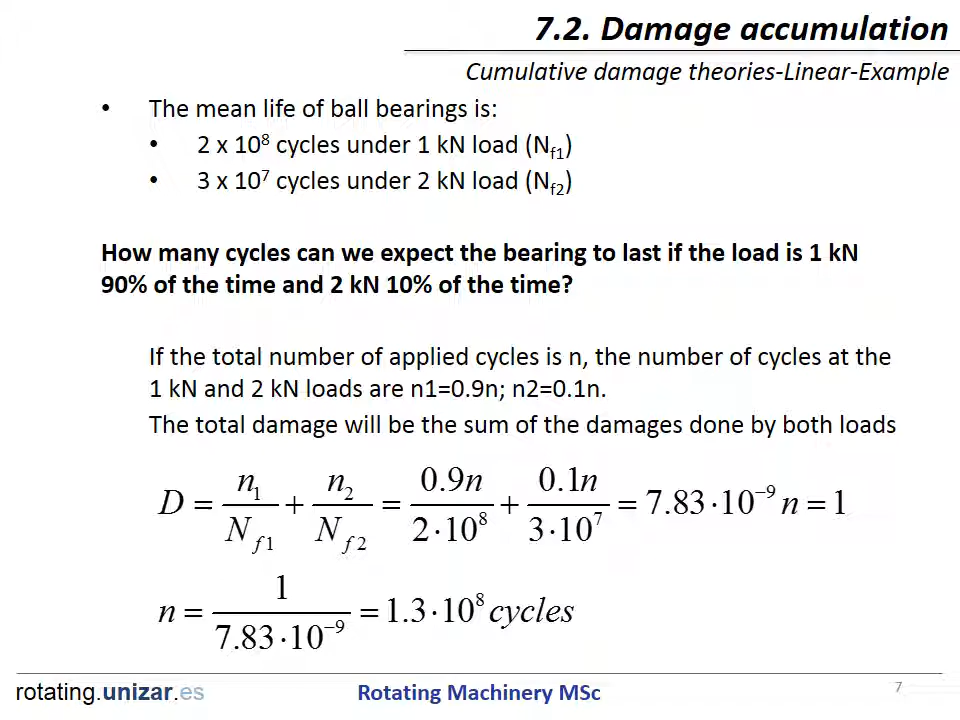 7.2. Damage accumulation
Cumulative damage theories-Linear-Example
• The mean life of ball bearings is:
• 2 x 10⁸ cycles under 1 kN load (N_f1)
• 3 x 10⁷ cycles under 2 kN load (N_f2)
How many cycles can we expect the bearing to last if the load is 1 kN
90% of the time and 2 kN 10% of the time?
If the total number of applied cycles is n, the number of cycles at the
1 kN and 2 kN loads are n1=0.9n; n2=0.1n.
The total damage will be the sum of the damages done by both loads
D = n₁/N_f1 + n₂/N_f2 = 0.9n/2·10⁸ + 0.1n/3·10⁷ = 7.83·10⁻⁹ n = 1
n = 1/7.83·10⁻⁹ = 1.3·10⁸ cycles
rotating.unizar.es Rotating Machinery MSc 7